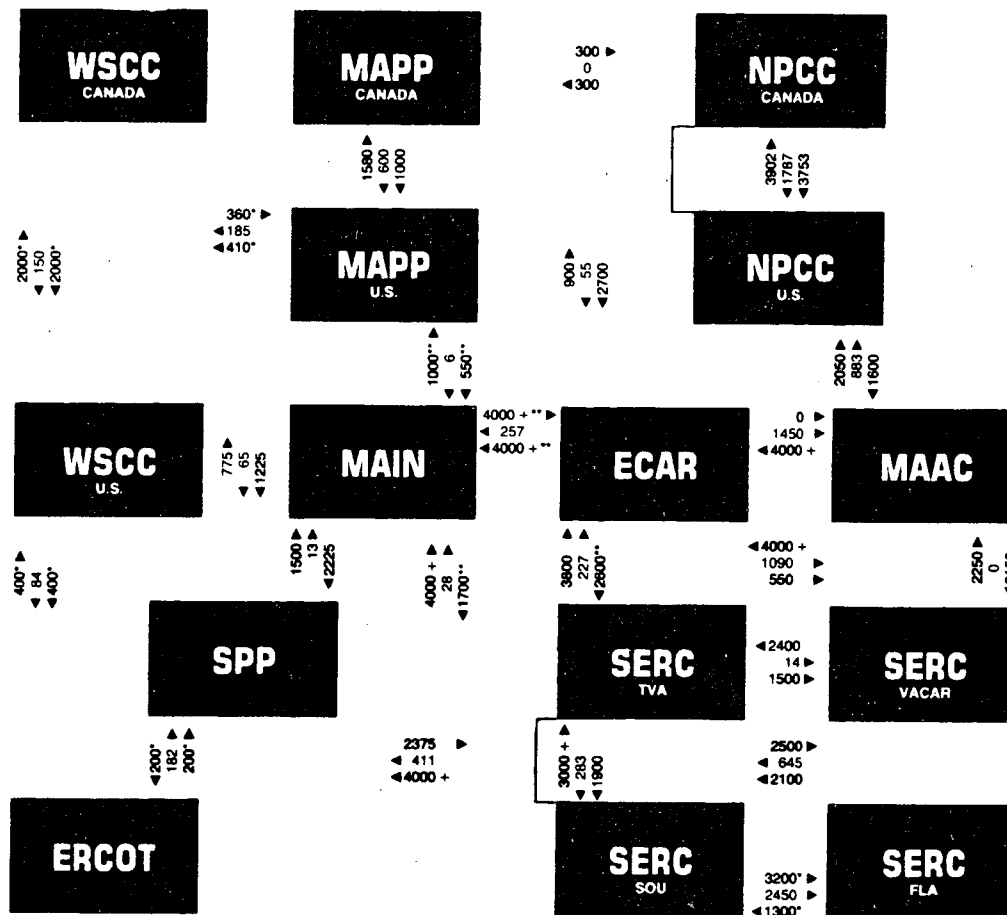 WSCC
CANADA
MAPP
CANADA
300 ►
0
◄300
NPCC
CANADA
1580►
600
◄1000
3902 ►
◄1787
◄3753
360* ►
◄185
◄410*
2000* ►
◄150
◄2000*
MAPP
U.S.
900 ►
◄ 55
◄2700
NPCC
U.S.
1000** ►
◄ 6
◄550**
2050 ►
883 ►
◄1600
WSCC
U.S.
775 ►
◄ 65
◄1225
MAIN
4000 + ** ►
◄ 257
◄4000 + **
ECAR
0 ►
1450 ►
◄4000 +
MAAC
400* ►
◄ 84
◄400*
1500 ►
13 ►
◄2225
4000 + ►
28 ►
◄1700**
3800 ►
227 ►
◄2600**
◄4000 +
1090 ►
550 ►
2250 ►
0
SPP
SERC
TVA
◄2400
14 ►
1500 ►
SERC
VACAR
◄200*
182 ►
200* ►
2375 ►
◄ 411
◄4000 +
3000 + ►
◄ 283
◄1900
2500 ►
◄ 645
◄2100
ERCOT
SERC
SOU
3200* ►
2450 ►
◄1300*
SERC
FLA